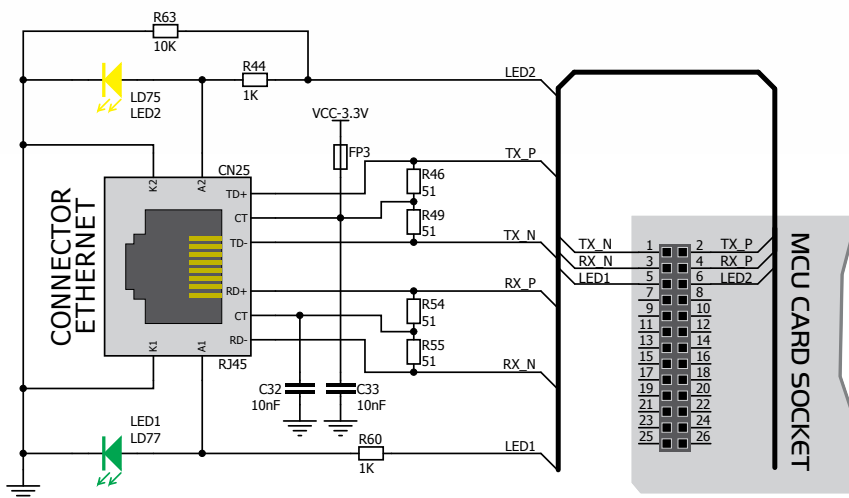 R63
10K
R44
1K
LED2
LD75
LED2
VCC-3.3V
FP3
TX_P
CN25
K2
A2
TD+
R46
51
CT
R49
51
TD-
TX_N
CONNECTOR
ETHERNET
RD+
RX_P
CT
R54
51
RD-
R55
51
RX_N
K1
A1
RJ45
C32
10nF
C33
10nF
LED1
LD77
R60
1K
LED1
TX_N 1 2 TX_P
RX_N 3 4 RX_P
LED1 5 6 LED2
7 8
9 10
11 12
13 14
15 16
17 18
19 20
21 22
23 24
25 26
MCU CARD SOCKET